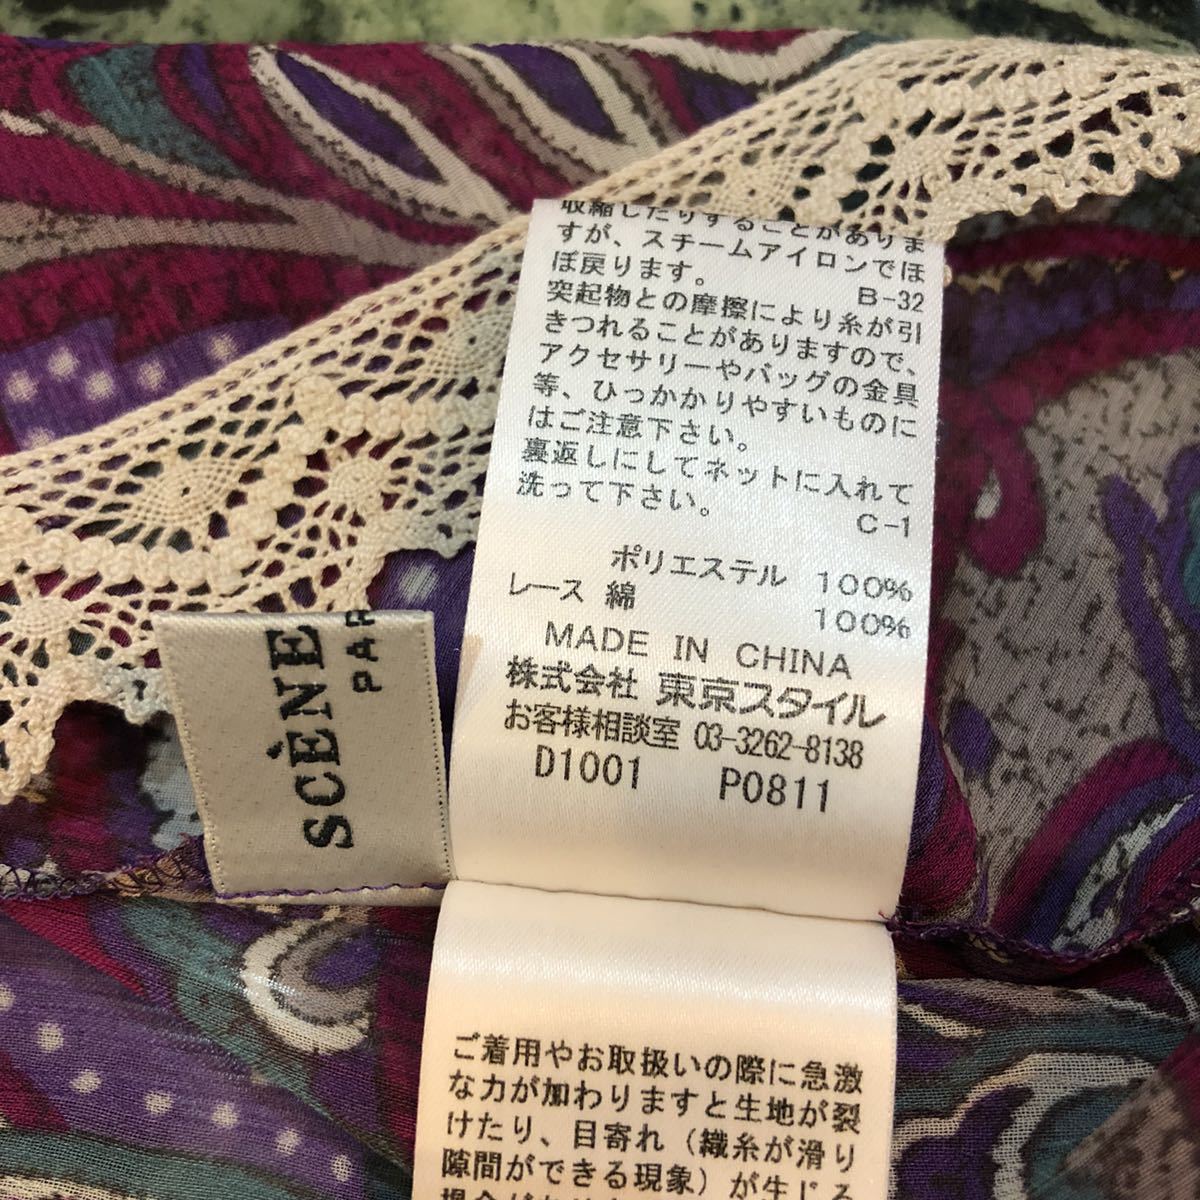 収縮したりすることがありま
すが、スチームアイロンでほ
ぼ戻ります。 B-32
突起物との摩擦により糸が引
きつれることがありますので、
アクセサリーやバッグの金具
等、ひっかかりやすいものに
はご注意下さい。
裏返しにしてネットに入れて
洗って下さい。 C-1
ポリエステル 100%
レース 綿 100%
MADE IN CHINA
株式会社 東京スタイル
お客様相談室 03-3262-8138
D1001 P0811
SCÈNE
PAR
ご着用やお取扱いの際に急激
な力が加わりますと生地が裂
けたり、目寄れ（織糸が滑り
隙間ができる現象）が生じる